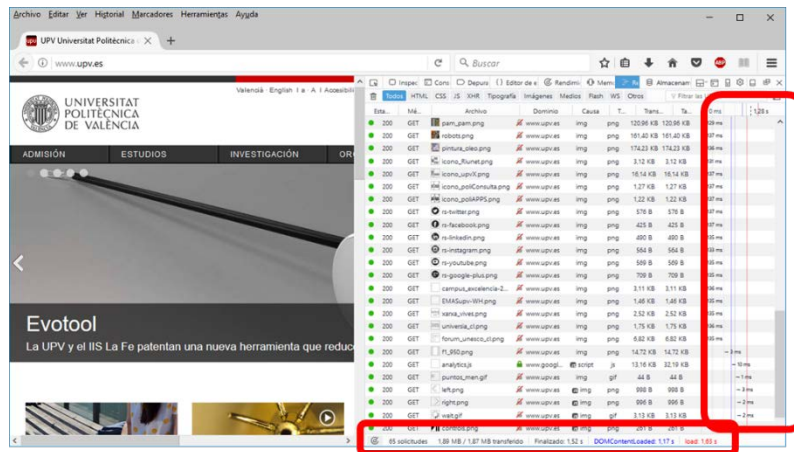 Archivo Editar Ver Historial Marcadores Herramientas Ayuda
UPV Universitat Politècnica
www.upv.es
Buscar
UNIVERSITAT
POLITÈCNICA
DE VALÈNCIA
Valencià · English
ADMISIÓN ESTUDIOS INVESTIGACIÓN
Evotool
La UPV y el IIS La Fe patentan una nueva herramienta que
Todos HTML CSS JS XHR Tipografía Imágenes Medios Flash WS Otros
Archivo Dominio Causa
200 GET pam_pam.png www.upv.es img png 120,96 KB 120,96 KB
200 GET robots.png www.upv.es img png 161,40 KB 161,40 KB
200 GET pintura_oleo.png www.upv.es img png 174,23 KB 174,23 KB
200 GET icono_Riunet.png www.upv.es img png 3,12 KB 3,12 KB
200 GET icono_upvX.png www.upv.es img png 16,14 KB 16,14 KB
200 GET icono_poliConsulta.png www.upv.es img png 1,27 KB 1,27 KB
200 GET icono_poliAPPS.png www.upv.es img png 1,22 KB 1,22 KB
200 GET rs-twitter.png www.upv.es img png 578 B 578 B
200 GET rs-facebook.png www.upv.es img png 425 B 425 B
200 GET rs-linkedin.png www.upv.es img png 490 B 490 B
200 GET rs-instagram.png www.upv.es img png 564 B 564 B
200 GET rs-youtube.png www.upv.es img png 569 B 569 B
200 GET rs-google-plus.png www.upv.es img png 709 B 709 B
200 GET campus_excelencia-2... www.upv.es img png 3,11 KB 3,11 KB
200 GET EMASupv-WH.png www.upv.es img png 1,46 KB 1,46 KB
200 GET xarxa_vives.png www.upv.es img png 2,52 KB 2,52 KB
200 GET universia_cl.png www.upv.es img png 1,75 KB 1,75 KB
200 GET forum_unesco_cl.png www.upv.es img png 6,82 KB 6,82 KB
200 GET f1_950.png www.upv.es img png 14,72 KB 14,72 KB
200 GET analytics.js www.googl... script js 13,16 KB 32,19 KB
200 GET puntos_men.gif www.upv.es img gif 44 B 44 B
200 GET left.png www.upv.es img png 998 B 998 B
200 GET right.png www.upv.es img png 996 B 996 B
200 GET wait.gif www.upv.es img gif 3,13 KB 3,13 KB
200 GET controls.png www.upv.es img png 261 B 261 B
65 solicitudes 1,89 MB / 1,87 MB transferido Finalizado: 1,52 s DOMContentLoaded: 1,17 s load: 1,63 s